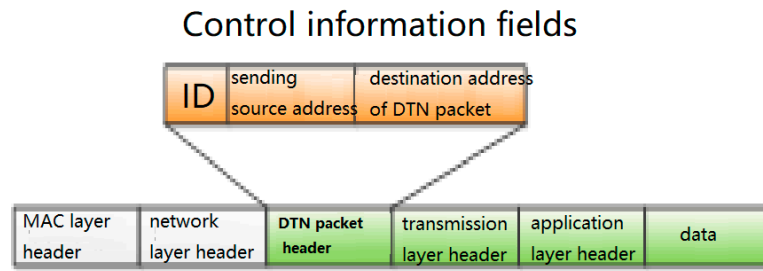 Control information fields
ID
sending
source address
destination address
of DTN packet
MAC layer
header
network
layer header
DTN packet
header
transmission
layer header
application
layer header
data